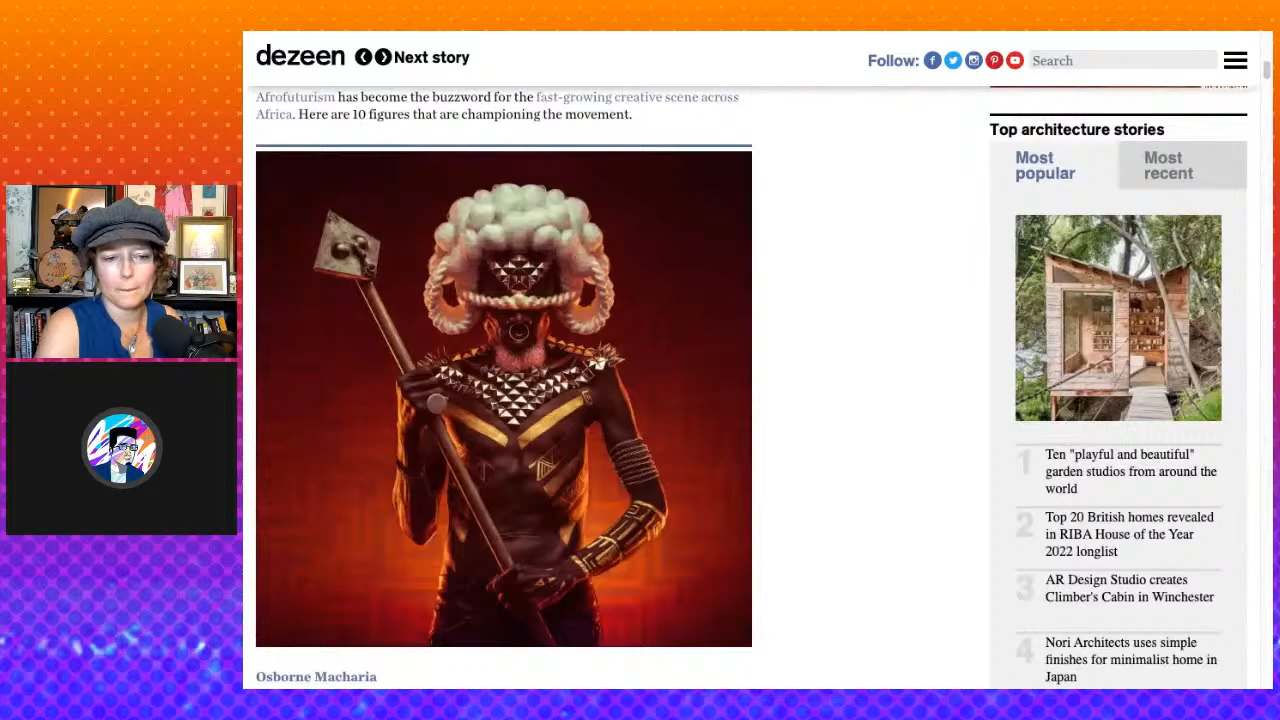 dezeen
Next story
Follow:
Search
Afrofuturism has become the buzzword for the fast-growing creative scene across
Africa. Here are 10 figures that are championing the movement.
Osborne Macharia
Top architecture stories
Most
popular
Most
recent
1
Ten "playful and beautiful"
garden studios from around the
world
2
Top 20 British homes revealed
in RIBA House of the Year
2022 longlist
3
AR Design Studio creates
Climber's Cabin in Winchester
4
Nori Architects uses simple
finishes for minimalist home in
Japan